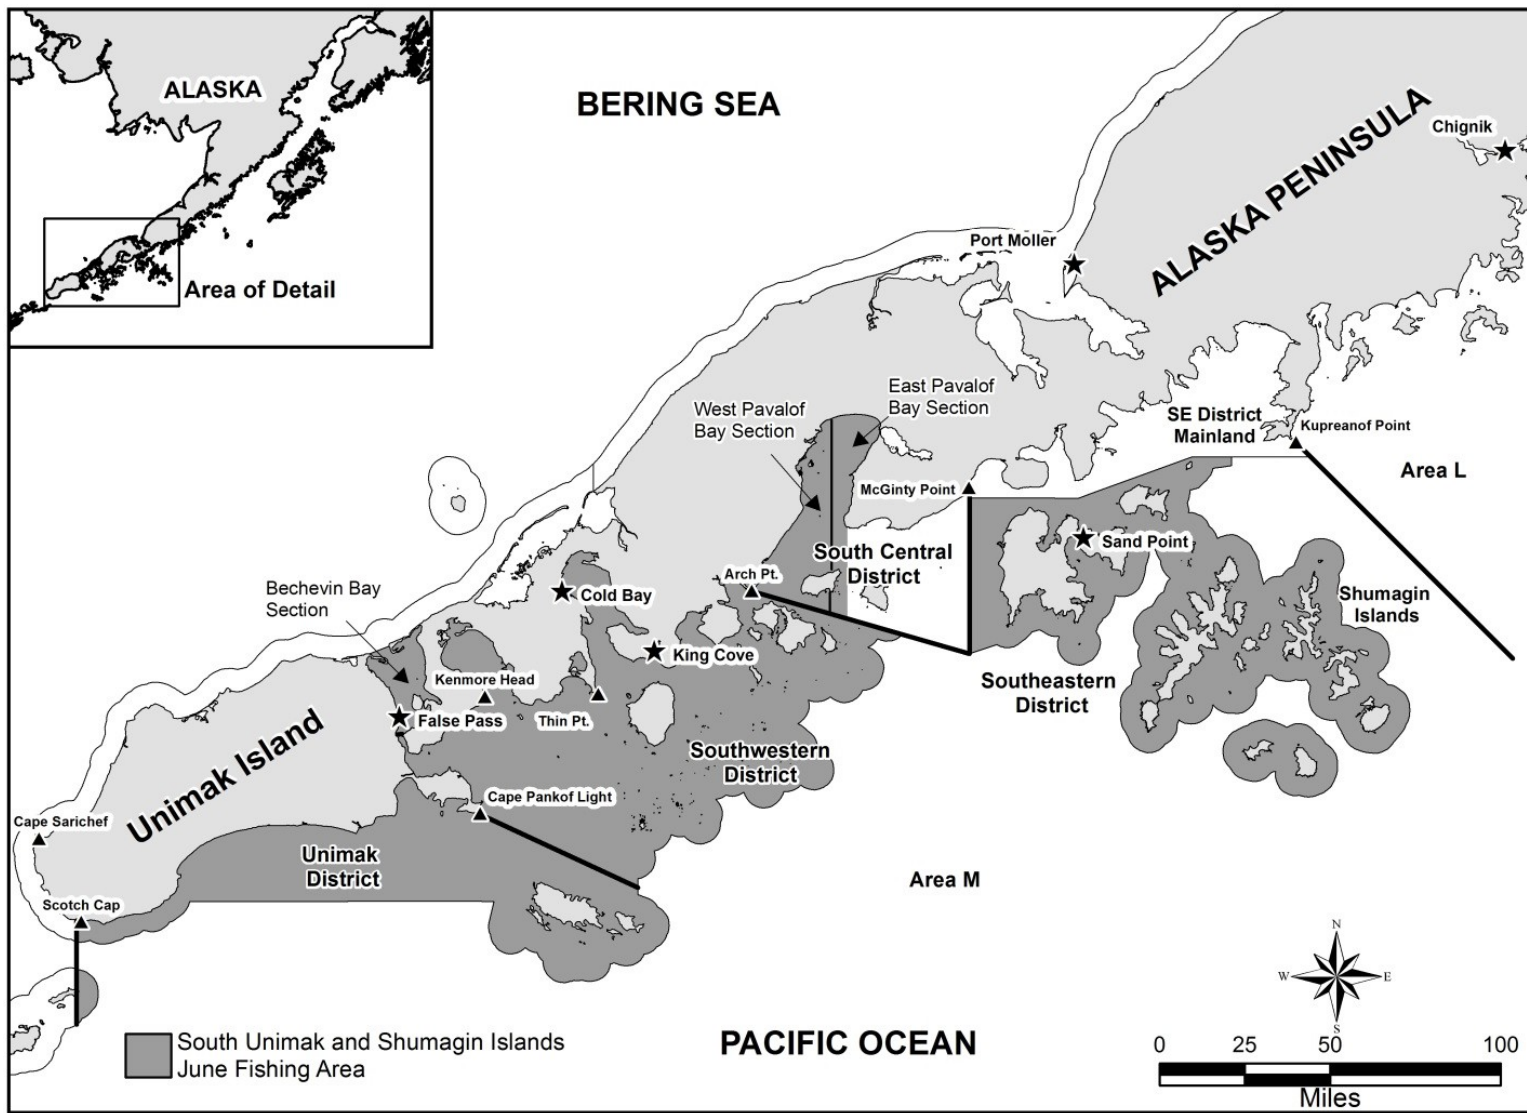 ALASKA
Area of Detail
BERING SEA
ALASKA PENINSULA
Chignik
Port Moller
East Pavalof
Bay Section
West Pavalof
Bay Section
SE District
Mainland
Kupreanof Point
Area L
McGinty Point
Sand Point
South Central
District
Arch Pt.
Shumagin
Islands
Bechevin Bay
Section
Cold Bay
King Cove
Kenmore Head
Southeastern
District
False Pass
Thin Pt.
Unimak Island
Southwestern
District
Cape Pankof Light
Cape Sarichef
Unimak
District
Area M
Scotch Cap
N
W
E
S
South Unimak and Shumagin Islands
June Fishing Area
PACIFIC OCEAN
0 25 50 100
Miles